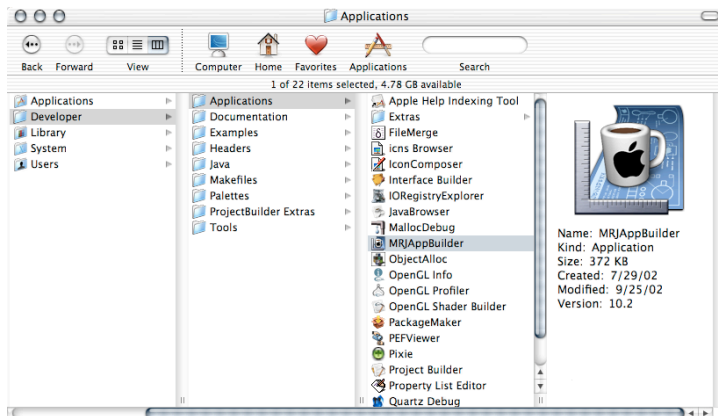 Applications
Back Forward View Computer Home Favorites Applications Search
1 of 22 items selected, 4.78 GB available
Applications
Developer
Library
System
Users
Applications
Documentation
Examples
Headers
Java
Makefiles
Palettes
ProjectBuilder Extras
Tools
Apple Help Indexing Tool
Extras
FileMerge
icns Browser
IconComposer
Interface Builder
IORegistryExplorer
JavaBrowser
MallocDebug
MRJAppBuilder
ObjectAlloc
OpenGL Info
OpenGL Profiler
OpenGL Shader Builder
PackageMaker
PEFViewer
Pixie
Project Builder
Property List Editor
Quartz Debug
Name: MRJAppBuilder
Kind: Application
Size: 372 KB
Created: 7/29/02
Modified: 9/25/02
Version: 10.2